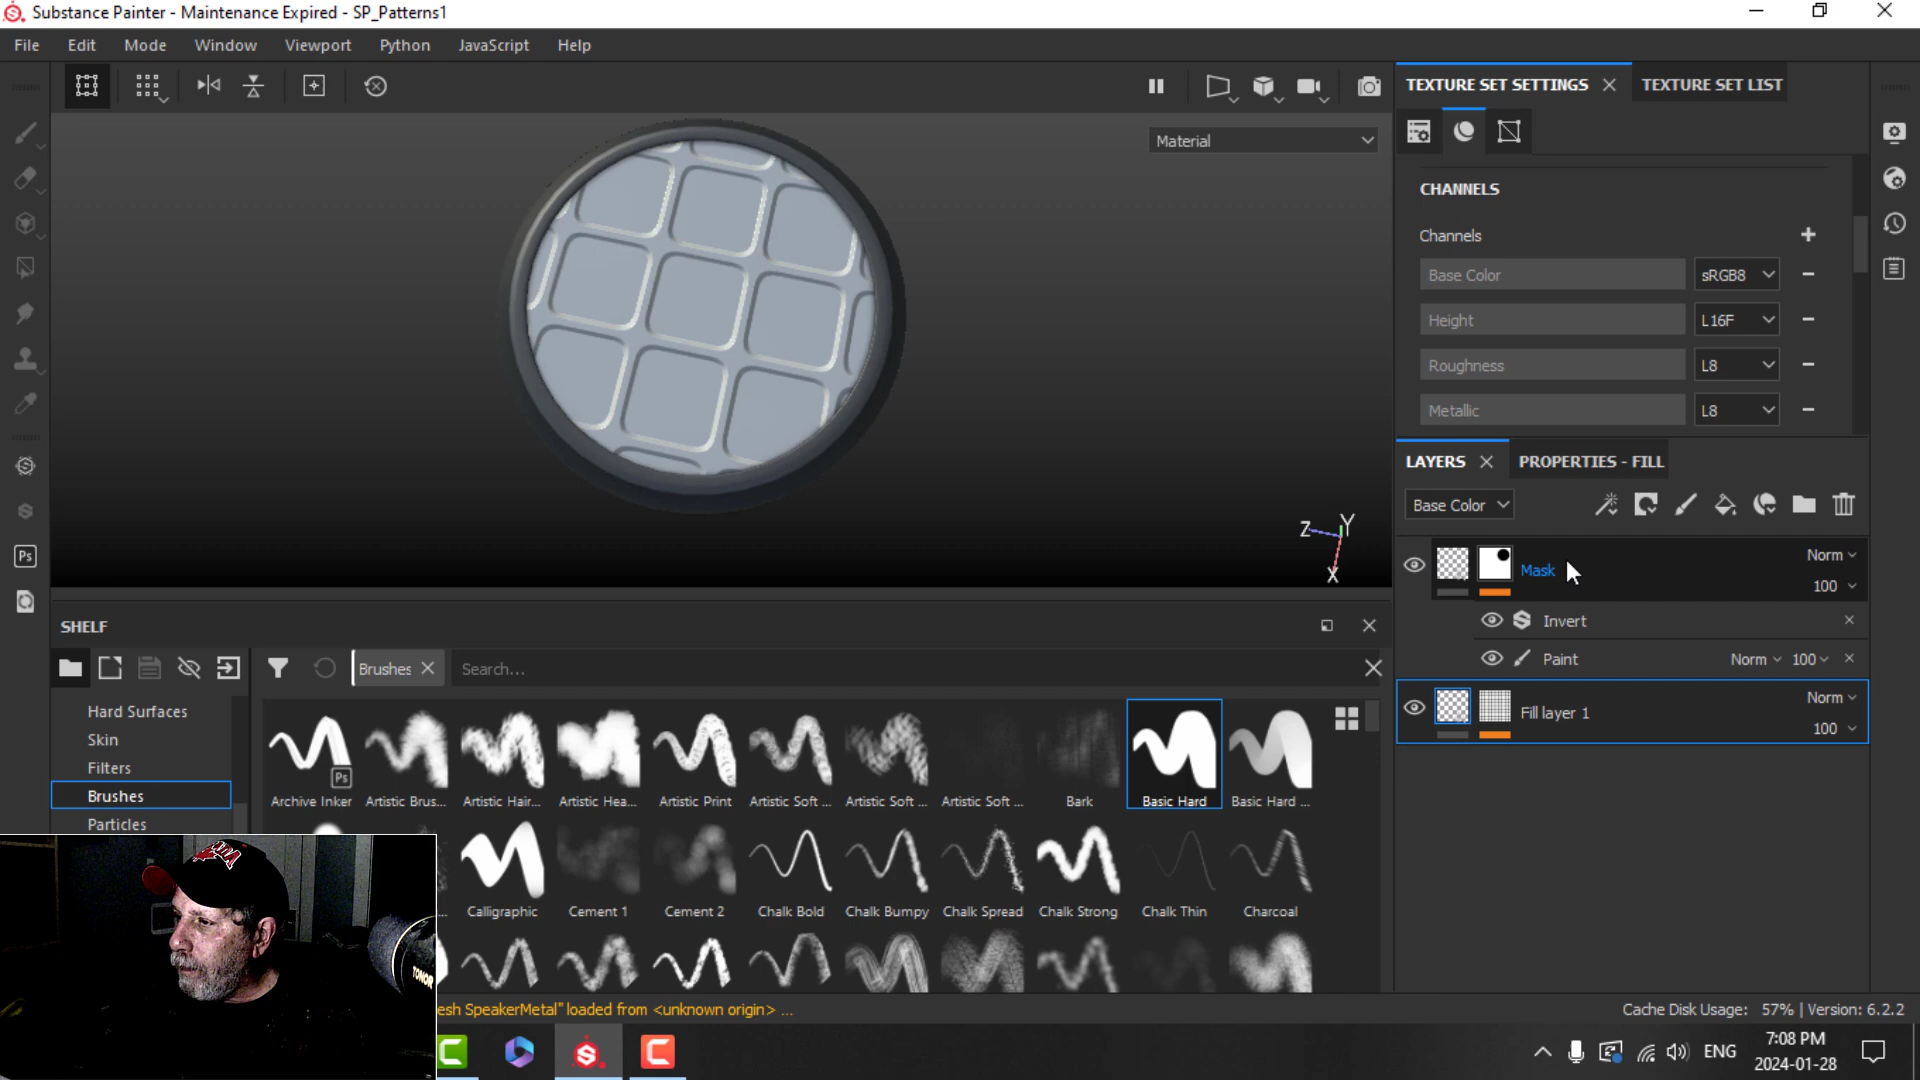 Substance Painter - Maintenance Expired - SP_Patterns1
File Edit Mode Window Viewport Python JavaScript Help
Material
Z Y X
TEXTURE SET SETTINGS TEXTURE SET LIST
CHANNELS
Channels
Base Color sRGB8
Height L16F
Roughness L8
Metallic L8
LAYERS PROPERTIES - FILL
Base Color
Mask Norm 100
Invert
Paint Norm 100
Fill layer 1 Norm 100
SHELF
Brushes Search...
Hard Surfaces
Skin
Filters
Brushes
Particles
Ps
Ps
Archive Inker Artistic Brus... Artistic Hair... Artistic Hea... Artistic Print Artistic Soft ... Artistic Soft ... Artistic Soft ... Bark Basic Hard Basic Hard ...
Calligraphic Cement 1 Cement 2 Chalk Bold Chalk Bumpy Chalk Spread Chalk Strong Chalk Thin Charcoal
TONOR
esh SpeakerMetal" loaded from <unknown origin> ...
Cache Disk Usage: 57% | Version: 6.2.2
ENG
7:08 PM
2024-01-28